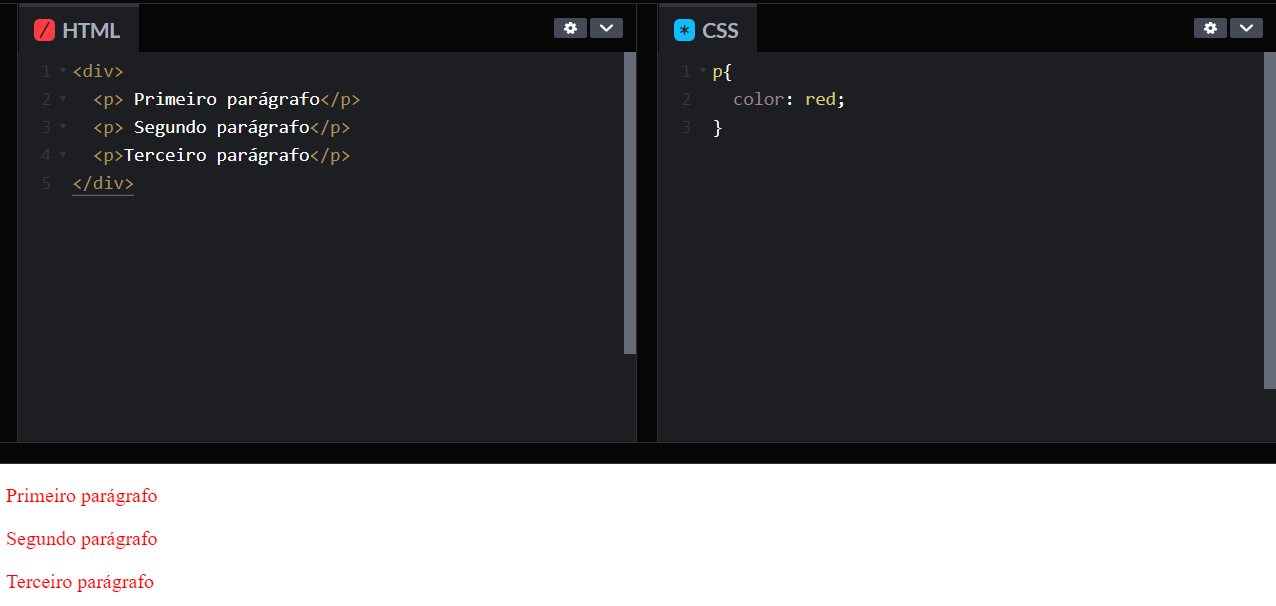 HTML
1 <div>
2 <p> Primeiro parágrafo</p>
3 <p> Segundo parágrafo</p>
4 <p>Terceiro parágrafo</p>
5 </div>
CSS
1 p{
2 color: red;
3 }
Primeiro parágrafo
Segundo parágrafo
Terceiro parágrafo